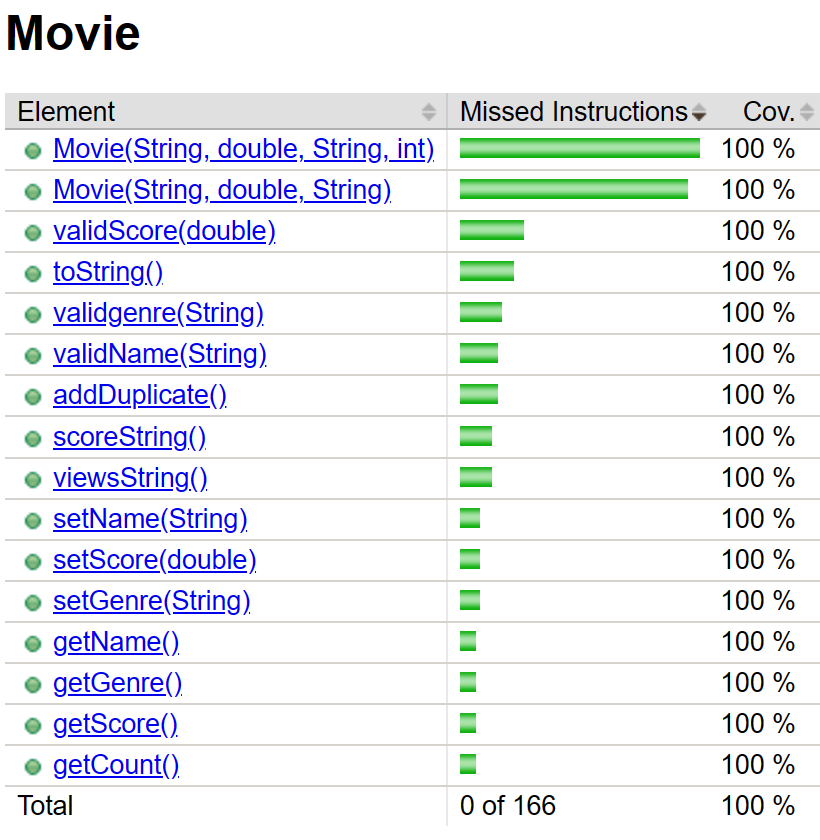 Movie
Element Missed Instructions Cov.
Movie(String, double, String, int) 100 %
Movie(String, double, String) 100 %
validScore(double) 100 %
toString() 100 %
validgenre(String) 100 %
validName(String) 100 %
addDuplicate() 100 %
scoreString() 100 %
viewsString() 100 %
setName(String) 100 %
setScore(double) 100 %
setGenre(String) 100 %
getName() 100 %
getGenre() 100 %
getScore() 100 %
getCount() 100 %
Total 0 of 166 100 %